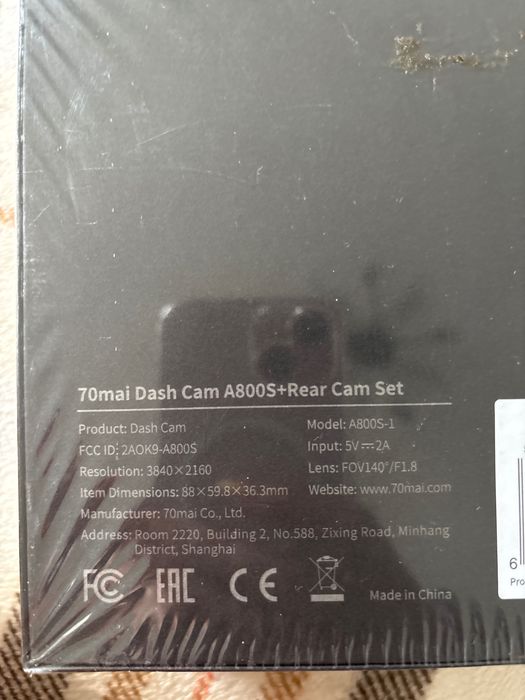 70mai Dash Cam A800S+Rear Cam Set
Product: Dash Cam
Model: A800S-1
FCC ID: 2AOK9-A800S
Input: 5V⎓2A
Resolution: 3840×2160
Lens: FOV140°/F1.8
Item Dimensions: 88×59.8×36.3mm
Website: www.70mai.com
Manufacturer: 70mai Co., Ltd.
Address: Room 2220, Building 2, No.588, Zixing Road, Minhang
District, Shanghai
FC EAC CE
Made in China
6
Pro